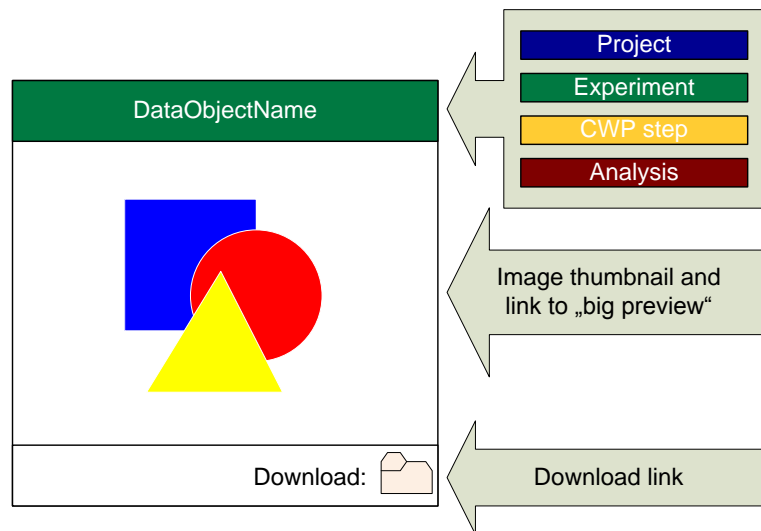 DataObjectName
Project
Experiment
CWP step
Analysis
Image thumbnail and
link to „big preview“
Download:
Download link